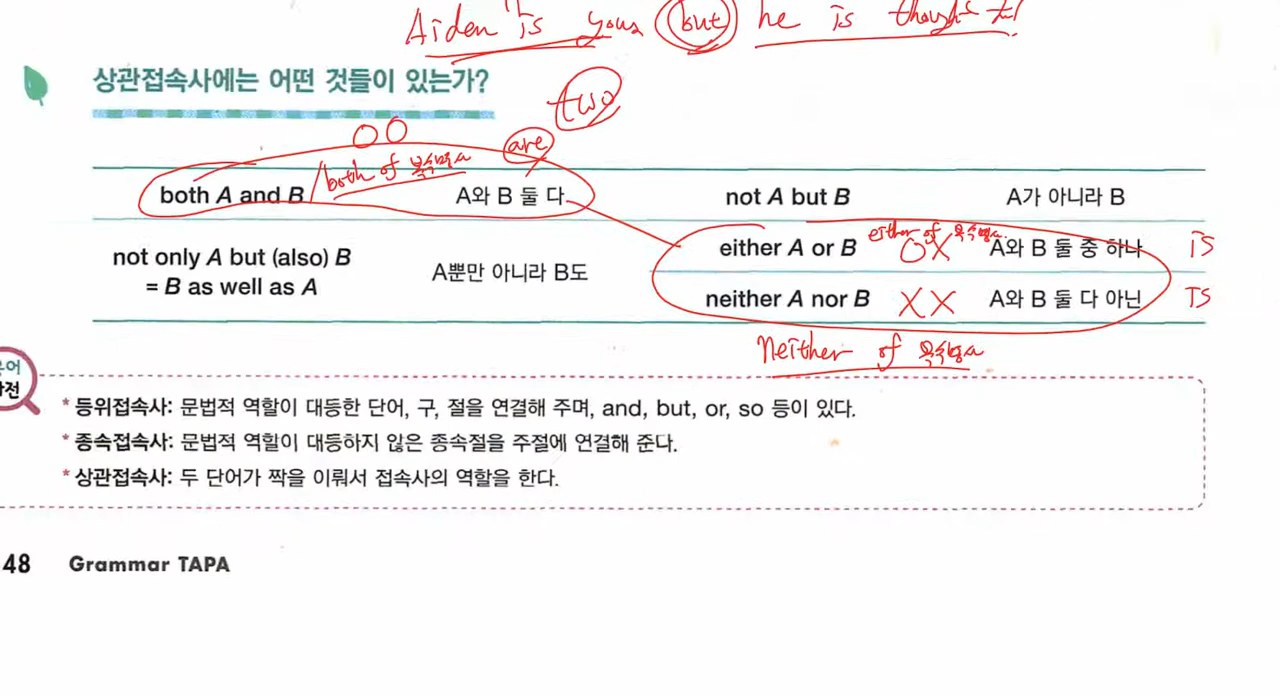 Aiden is young but he is thoughtful
상관접속사에는 어떤 것들이 있는가?
two
are
both of 복수명사
both A and B
A와 B 둘 다
not A but B
A가 아니라 B
either of 복수명사
either A or B
OX
A와 B 둘 중 하나
is
not only A but (also) B
= B as well as A
A뿐만 아니라 B도
neither A nor B
XX
A와 B 둘 다 아닌
is
Neither of 복수명사
* 등위접속사: 문법적 역할이 대등한 단어, 구, 절을 연결해 주며, and, but, or, so 등이 있다.
* 종속접속사: 문법적 역할이 대등하지 않은 종속절을 주절에 연결해 준다.
* 상관접속사: 두 단어가 짝을 이뤄서 접속사의 역할을 한다.
48 Grammar TAPA